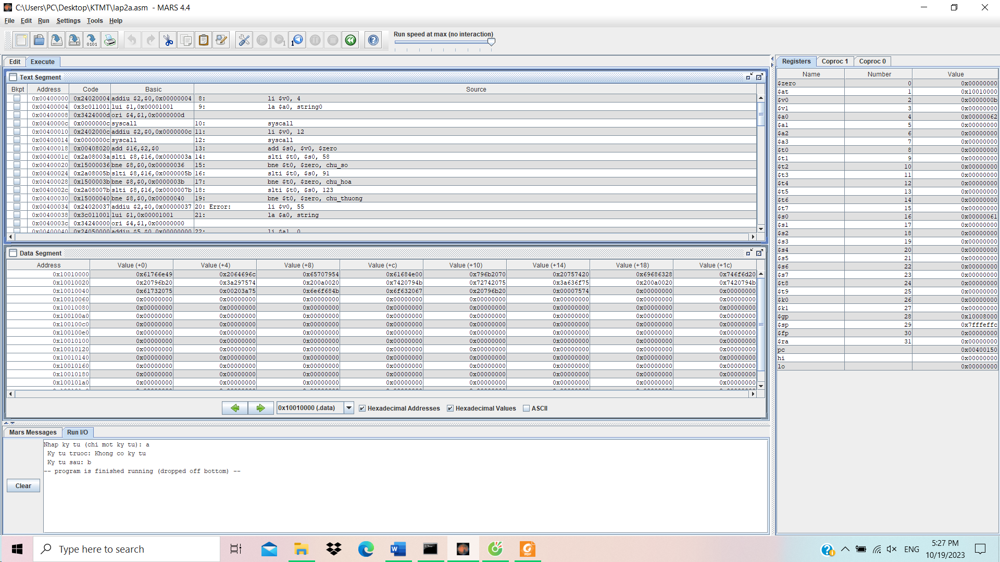 C:\Users\PC\Desktop\KTMT\lap2a.asm - MARS 4.4
File Edit Run Settings Tools Help
Run speed at max (no interaction)
Edit Execute
Text Segment
Bkpt Address Code Basic Source
0x00400000 0x24020004 addiu $2,$0,0x00000004 8: li $v0, 4
0x00400004 0x3c011001 lui $1,0x00001001 9: la $a0, string0
0x00400008 0x3424000d ori $4,$1,0x0000000d
0x0040000c 0x0000000c syscall 10: syscall
0x00400010 0x2402000c addiu $2,$0,0x0000000c 11: li $v0, 12
0x00400014 0x0000000c syscall 12: syscall
0x00400018 0x00408020 add $16,$2,$0 13: add $s0, $v0, $zero
0x0040001c 0x2a08003a slti $8,$16,0x0000003a 14: slti $t0, $s0, 58
0x00400020 0x15000036 bne $8,$0,0x00000036 15: bne $t0, $zero, chu_so
0x00400024 0x2a08005b slti $8,$16,0x0000005b 16: slti $t0, $s0, 91
0x00400028 0x1500003b bne $8,$0,0x0000003b 17: bne $t0, $zero, chu_hoa
0x0040002c 0x2a08007b slti $8,$16,0x0000007b 18: slti $t0, $s0, 123
0x00400030 0x15000040 bne $8,$0,0x00000040 19: bne $t0, $zero, chu_thuong
0x00400034 0x24020037 addiu $2,$0,0x00000037 20: Error: li $v0, 55
0x00400038 0x3c011001 lui $1,0x00001001 21: la $a0, string
0x0040003c 0x34240000 ori $4,$1,0x00000000
0x00400040 0x24050000 addiu $5,$0,0x00000000 22: li $a1, 0
Data Segment
Address Value (+0) Value (+4) Value (+8) Value (+c) Value (+10) Value (+14) Value (+18) Value (+1c)
0x10010000 0x61766e49 0x2064696c 0x65707954 0x61684e00 0x796b2070 0x20757420 0x69686328 0x746f6d20
0x10010020 0x20796b20 0x3a297574 0x200a0020 0x7420794b 0x72742075 0x3a636f75 0x200a0020 0x7420794b
0x10010040 0x61732075 0x00203a75 0x6e6f684b 0x6f632067 0x20796b20 0x00007574 0x00000000 0x00000000
0x10010060 0x00000000 0x00000000 0x00000000 0x00000000 0x00000000 0x00000000 0x00000000 0x00000000
0x10010080 0x00000000 0x00000000 0x00000000 0x00000000 0x00000000 0x00000000 0x00000000 0x00000000
0x100100a0 0x00000000 0x00000000 0x00000000 0x00000000 0x00000000 0x00000000 0x00000000 0x00000000
0x100100c0 0x00000000 0x00000000 0x00000000 0x00000000 0x00000000 0x00000000 0x00000000 0x00000000
0x100100e0 0x00000000 0x00000000 0x00000000 0x00000000 0x00000000 0x00000000 0x00000000 0x00000000
0x10010100 0x00000000 0x00000000 0x00000000 0x00000000 0x00000000 0x00000000 0x00000000 0x00000000
0x10010120 0x00000000 0x00000000 0x00000000 0x00000000 0x00000000 0x00000000 0x00000000 0x00000000
0x10010140 0x00000000 0x00000000 0x00000000 0x00000000 0x00000000 0x00000000 0x00000000 0x00000000
0x10010160 0x00000000 0x00000000 0x00000000 0x00000000 0x00000000 0x00000000 0x00000000 0x00000000
0x10010180 0x00000000 0x00000000 0x00000000 0x00000000 0x00000000 0x00000000 0x00000000 0x00000000
0x100101a0 0x00000000 0x00000000 0x00000000 0x00000000 0x00000000 0x00000000 0x00000000 0x00000000
0x10010000 (.data) Hexadecimal Addresses Hexadecimal Values ASCII
Mars Messages Run I/O
Nhap ky tu (chi mot ky tu): a
Ky tu truoc: Khong co ky tu
Ky tu sau: b
-- program is finished running (dropped off bottom) --
Clear
Registers Coproc 1 Coproc 0
Name Number Value
$zero 0 0x00000000
$at 1 0x10010000
$v0 2 0x0000000b
$v1 3 0x00000000
$a0 4 0x00000062
$a1 5 0x00000000
$a2 6 0x00000000
$a3 7 0x00000000
$t0 8 0x00000000
$t1 9 0x00000000
$t2 10 0x00000000
$t3 11 0x00000000
$t4 12 0x00000000
$t5 13 0x00000000
$t6 14 0x00000000
$t7 15 0x00000000
$s0 16 0x00000061
$s1 17 0x00000000
$s2 18 0x00000000
$s3 19 0x00000000
$s4 20 0x00000000
$s5 21 0x00000000
$s6 22 0x00000000
$s7 23 0x00000000
$t8 24 0x00000000
$t9 25 0x00000000
$k0 26 0x00000000
$k1 27 0x00000000
$gp 28 0x10008000
$sp 29 0x7fffeffc
$fp 30 0x00000000
$ra 31 0x00000000
pc 0x00400150
hi 0x00000000
lo 0x00000000
Type here to search
ENG
5:27 PM
10/19/2023